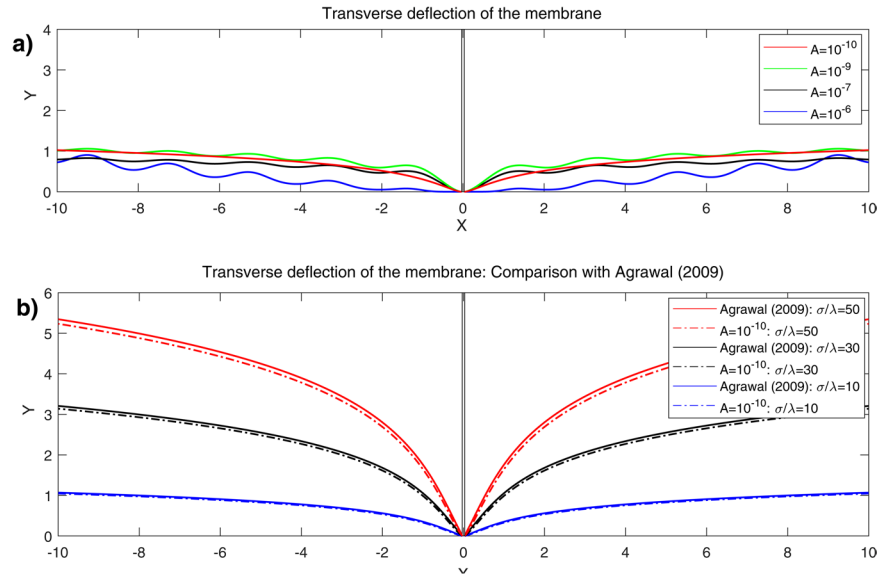 Transverse deflection of the membrane
a)
4
3
2
1
0
Y
-10 -8 -6 -4 -2 0 2 4 6 8 10
X
A=10^-10
A=10^-9
A=10^-7
A=10^-6
Transverse deflection of the membrane: Comparison with Agrawal (2009)
b)
6
5
4
3
2
1
0
Y
-10 -8 -6 -4 -2 0 2 4 6 8 10
Agrawal (2009): σ/λ=50
A=10^-10: σ/λ=50
Agrawal (2009): σ/λ=30
A=10^-10: σ/λ=30
Agrawal (2009): σ/λ=10
A=10^-10: σ/λ=10